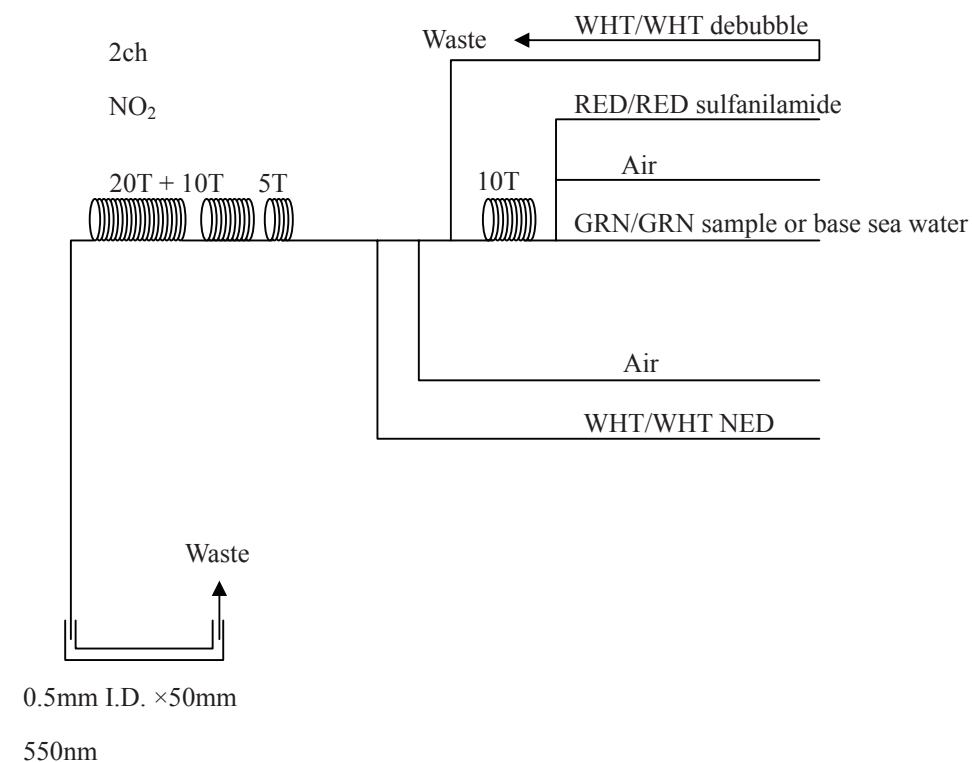 WHT/WHT debubble
Waste
2ch
NO₂
RED/RED sulfanilamide
Air
20T + 10T
5T
10T
GRN/GRN sample or base sea water
Air
WHT/WHT NED
Waste
0.5mm I.D. ×50mm
550nm